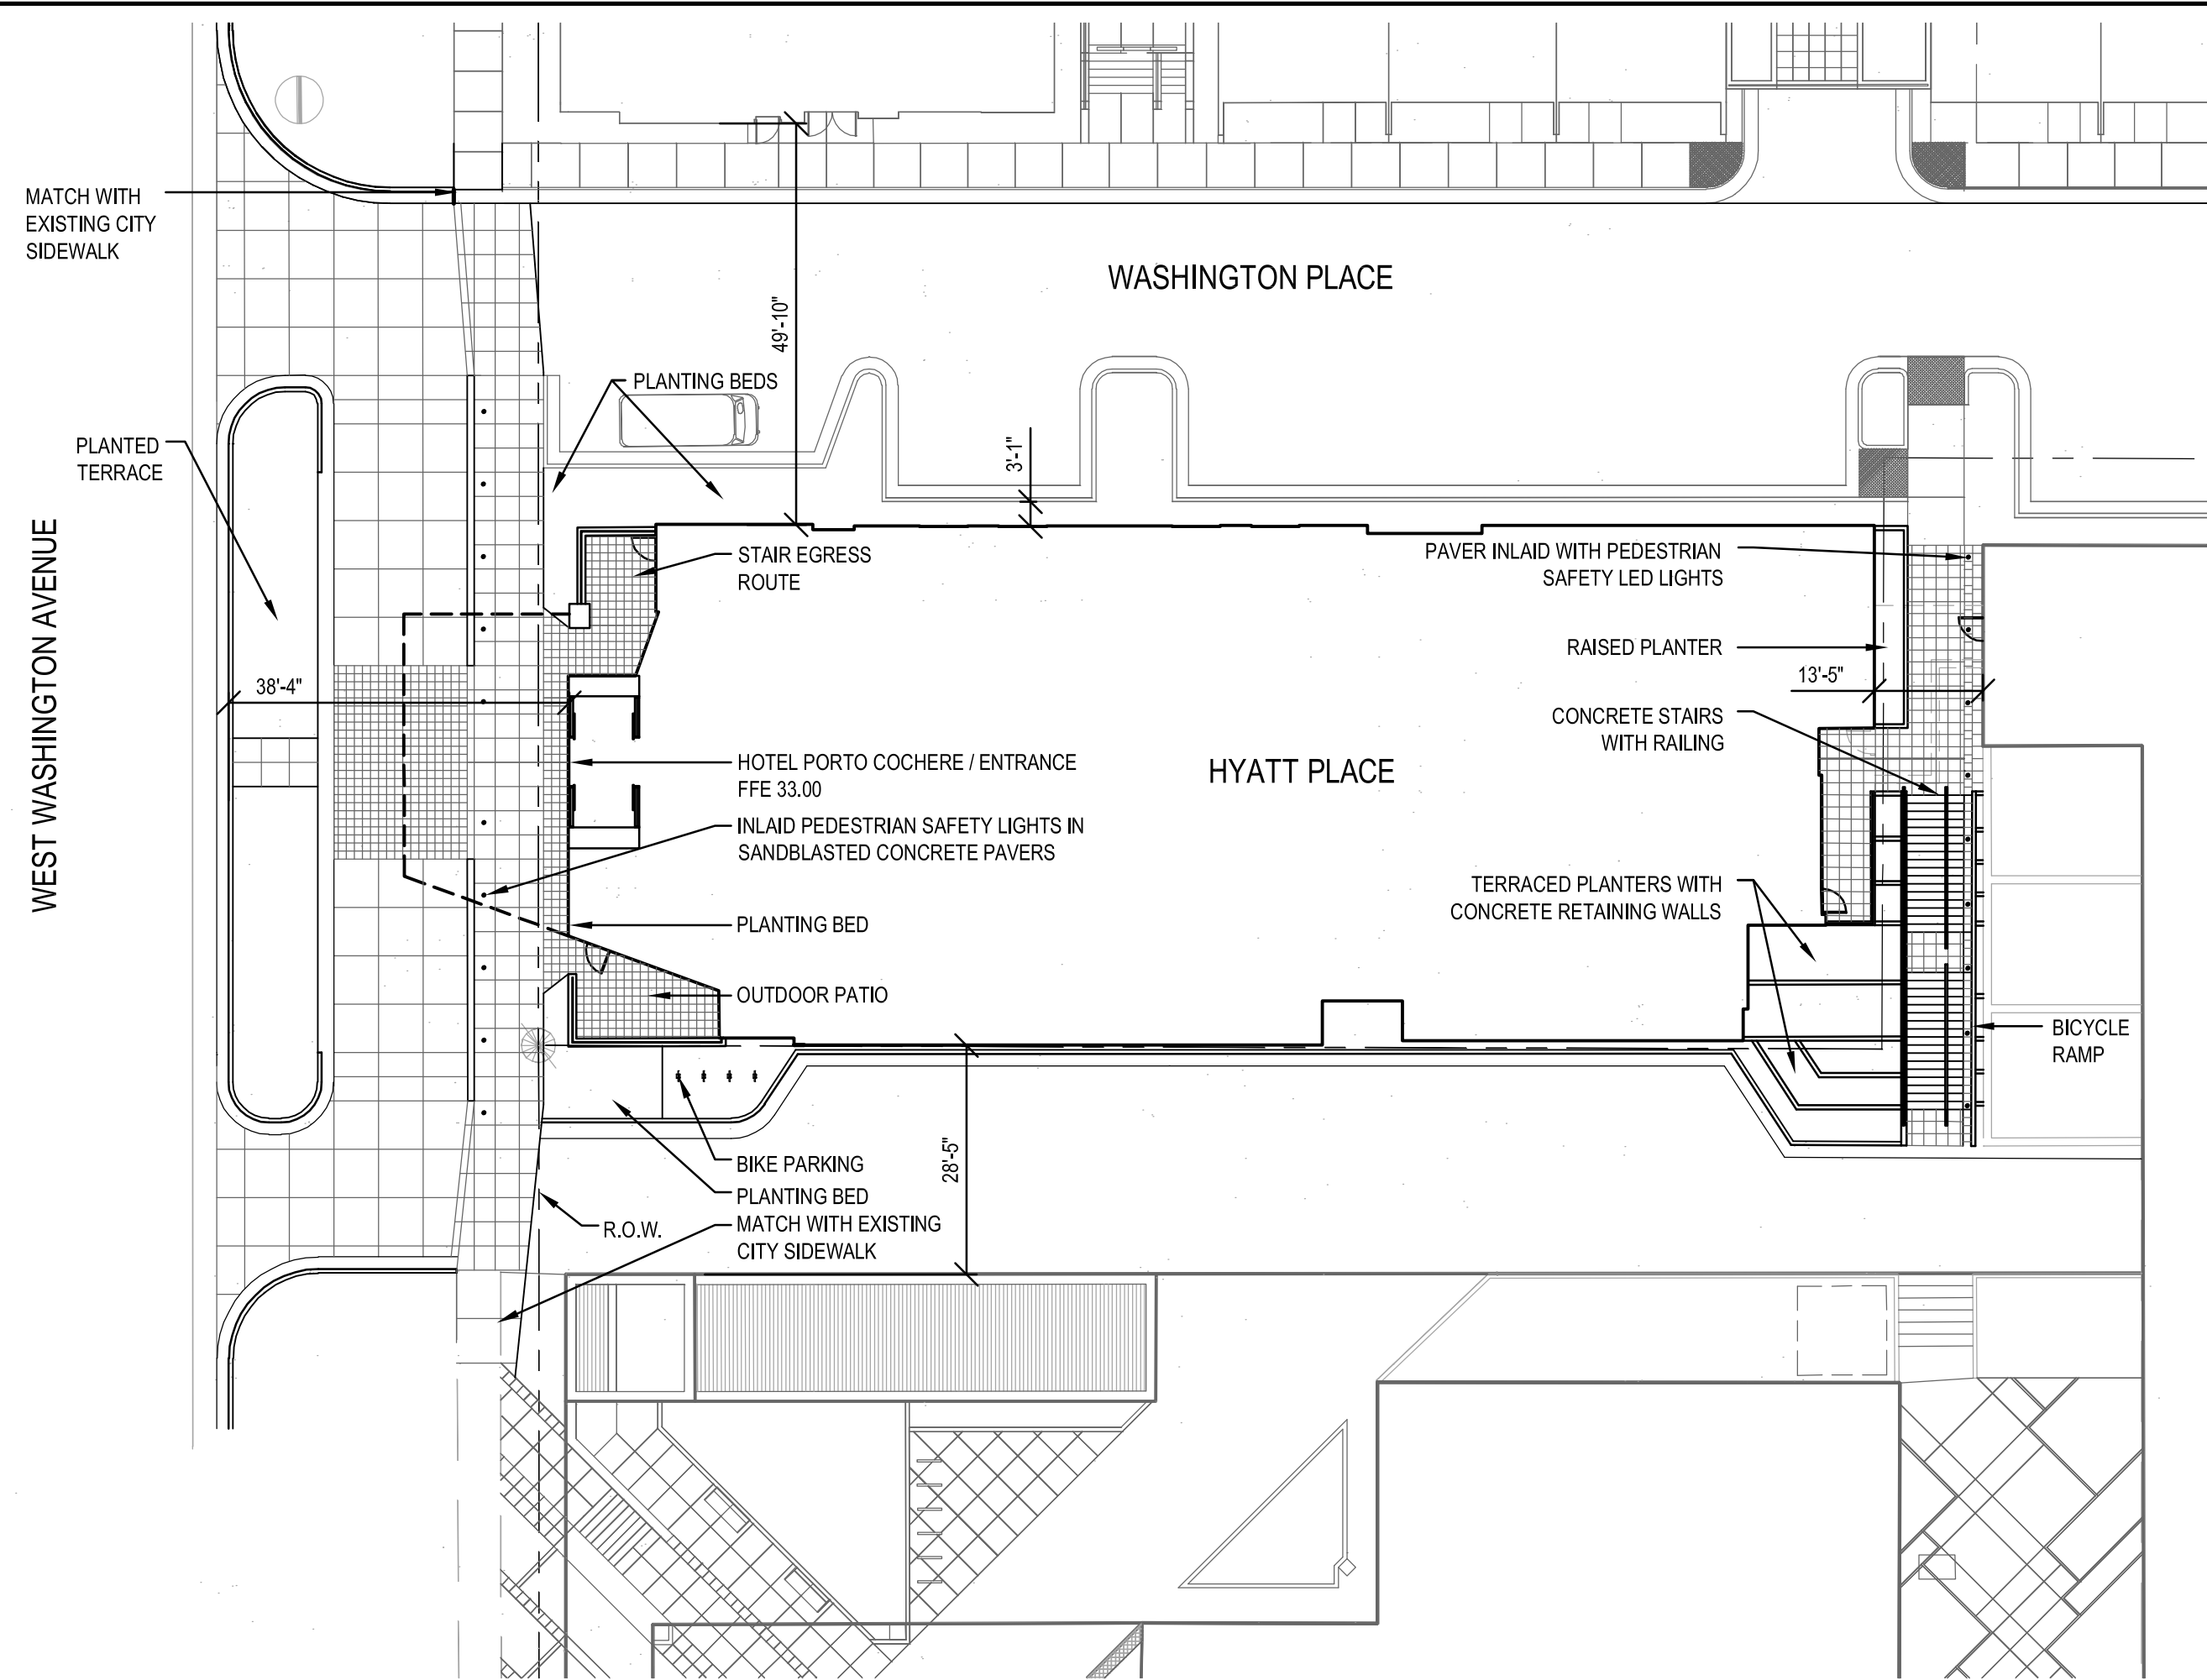 MATCH WITH
EXISTING CITY
SIDEWALK
WASHINGTON PLACE
49'-10"
PLANTING BEDS
PLANTED
TERRACE
3'-1"
WEST WASHINGTON AVENUE
STAIR EGRESS
ROUTE
PAVER INLAID WITH PEDESTRIAN
SAFETY LED LIGHTS
RAISED PLANTER
38'-4"
13'-5"
CONCRETE STAIRS
WITH RAILING
HOTEL PORTO COCHERE / ENTRANCE
FFE 33.00
HYATT PLACE
INLAID PEDESTRIAN SAFETY LIGHTS IN
SANDBLASTED CONCRETE PAVERS
TERRACED PLANTERS WITH
CONCRETE RETAINING WALLS
PLANTING BED
OUTDOOR PATIO
BICYCLE
RAMP
28'-5"
BIKE PARKING
PLANTING BED
R.O.W.
MATCH WITH EXISTING
CITY SIDEWALK